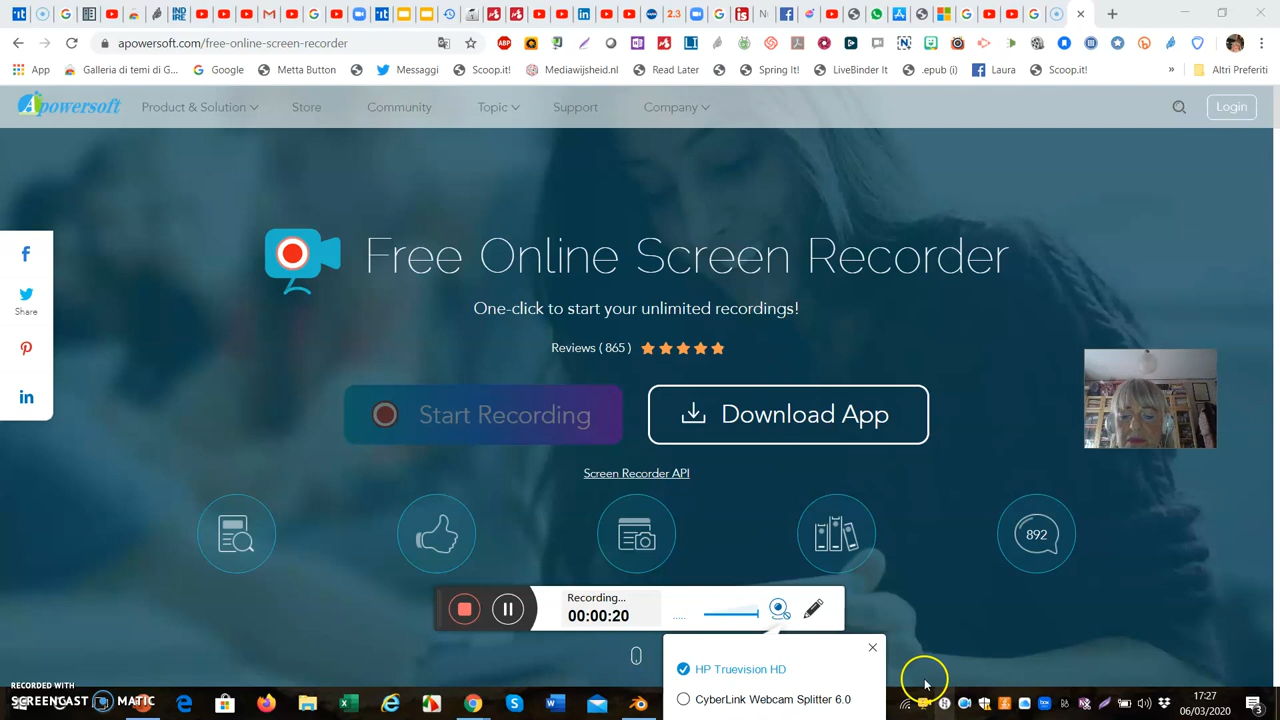 apowersoft.com/free-online-screen-recorder
App Galleria di temi di G... Google Metta Button Messaggi Scoop.it! Mediawijsheid.nl Read Later Spring It! LiveBinder It .epub (i) Laura Scoop.it! » Altri Preferiti
Apowersoft Product & Solution Store Community Topic Support Company Login
Free Online Screen Recorder
One-click to start your unlimited recordings!
Share
Reviews ( 865 )
Start Recording Download App
Screen Recorder API
892
Recording...
00:00:20
HP Truevision HD
CyberLink Webcam Splitter 6.0
RECORDED WITH
SCREENCAST MATIC
17:27
06/03/2020